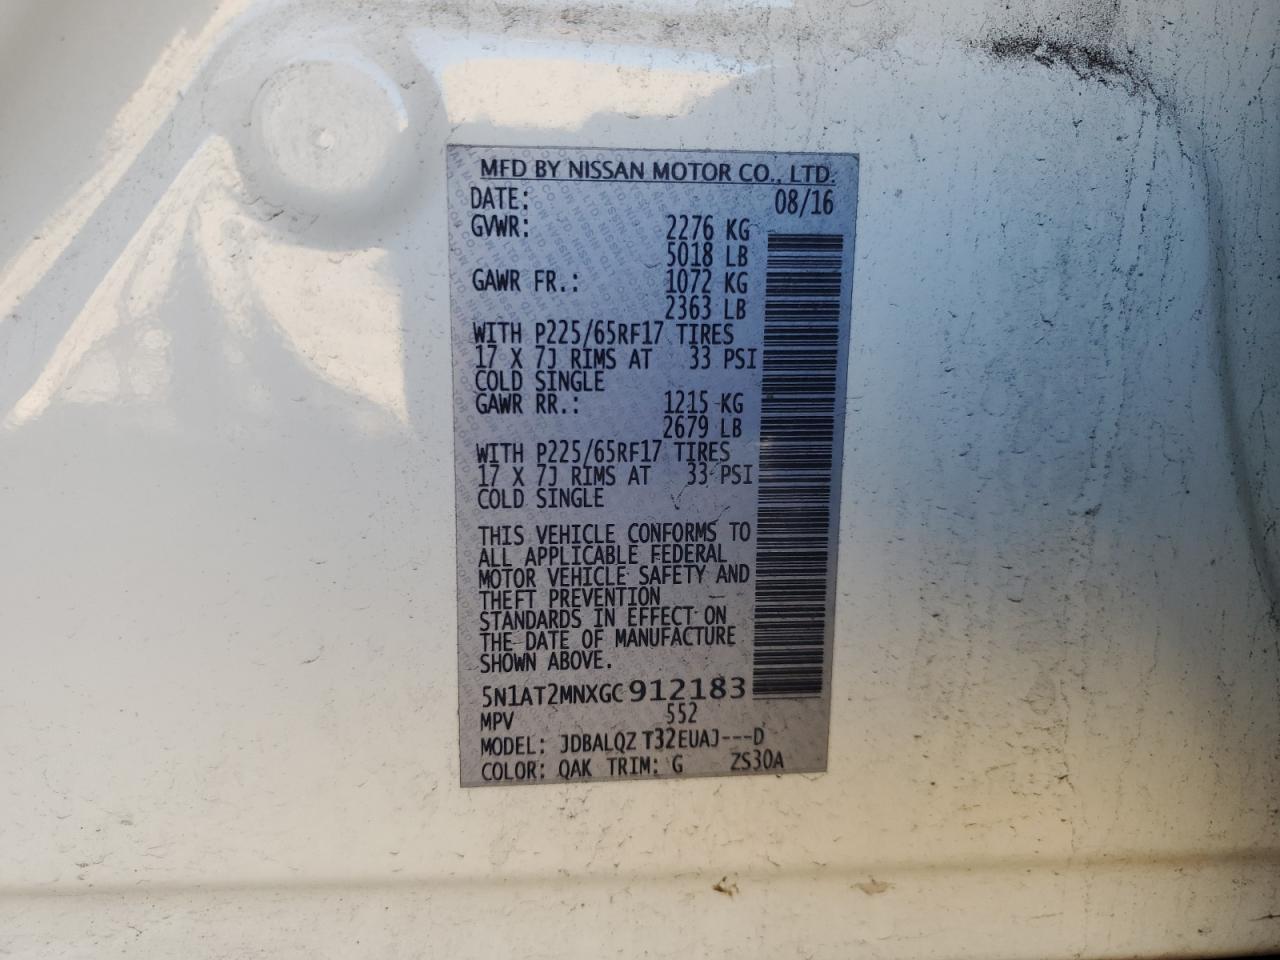 MFD BY NISSAN MOTOR CO., LTD.
DATE: 08/16
GVWR: 2276 KG
5018 LB
GAWR FR.: 1072 KG
2363 LB
WITH P225/65RF17 TIRES
17 X 7J RIMS AT 33 PSI
COLD SINGLE
GAWR RR.: 1215 KG
2679 LB
WITH P225/65RF17 TIRES
17 X 7J RIMS AT 33 PSI
COLD SINGLE
THIS VEHICLE CONFORMS TO
ALL APPLICABLE FEDERAL
MOTOR VEHICLE SAFETY AND
THEFT PREVENTION
STANDARDS IN EFFECT ON
THE DATE OF MANUFACTURE
SHOWN ABOVE.
5N1AT2MNXGC912183
MPV 552
MODEL: JDBALQZ T32EUAJ---D
COLOR: QAK TRIM: G ZS30A